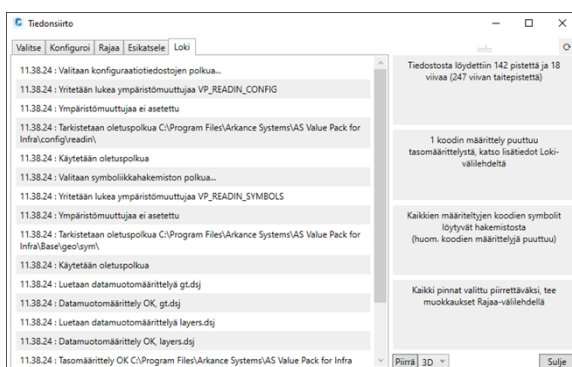 Tiedonsiirto
Valitse Konfiguroi Rajaa Esikatsele Loki
info
11.38.24 : Valitaan konfiguraatiotiedostojen polkua...
11.38.24 : Yritetään lukea ympäristömuuttujaa VP_READIN_CONFIG
11.38.24 : Ympäristömuuttujaa ei asetettu
11.38.24 : Tarkistetaan oletuspolkua C:\Program Files\Arkance Systems\AS Value Pack for
Infra\config\readin\
11.38.24 : Käytetään oletuspolkua
11.38.24 : Valitaan symboliikkahakemiston polkua...
11.38.24 : Yritetään lukea ympäristömuuttujaa VP_READIN_SYMBOLS
11.38.24 : Ympäristömuuttujaa ei asetettu
11.38.24 : Tarkistetaan oletuspolkua C:\Program Files\Arkance Systems\AS Value Pack for
Infra\Base\geo\sym\
11.38.24 : Käytetään oletuspolkua
11.38.24 : Luetaan datamuotomäärittelyä gt.dsj
11.38.24 : Datamuotomäärittely OK, gt.dsj
11.38.24 : Luetaan datamuotomäärittelyä layers.dsj
11.38.24 : Datamuotomäärittely OK, layers.dsj
11.38.24 : Tasomäärittely OK C:\Program Files\Arkance Systems\AS Value Pack for Infra
Tiedostosta löydettiin 142 pistettä ja 18
viivaa (247 viivan taitepistettä)
1 koodin määrittely puuttuu
tasomäärittelystä, katso lisätiedot Loki-
välilehdeltä
Kaikkien määriteltyjen koodien symbolit
löytyvät hakemistosta
(huom. koodien määrittelyjä puuttuu)
Kaikki pinnat valittu piirrettäväksi, tee
muokkaukset Rajaa-välilehdellä
Piirrä 3D Sulje